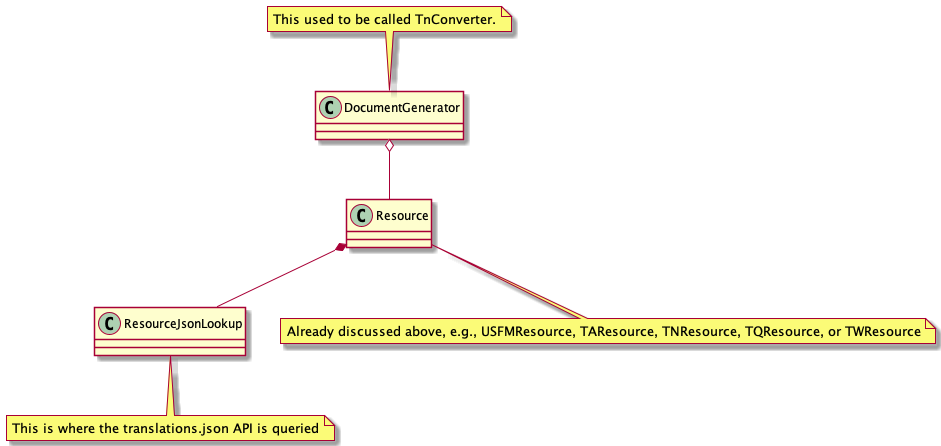 This used to be called TnConverter.
C DocumentGenerator
C Resource
C ResourceJsonLookup
Already discussed above, e.g., USFMResource, TAResource, TNResource, TQResource, or TWResource
This is where the translations.json API is queried